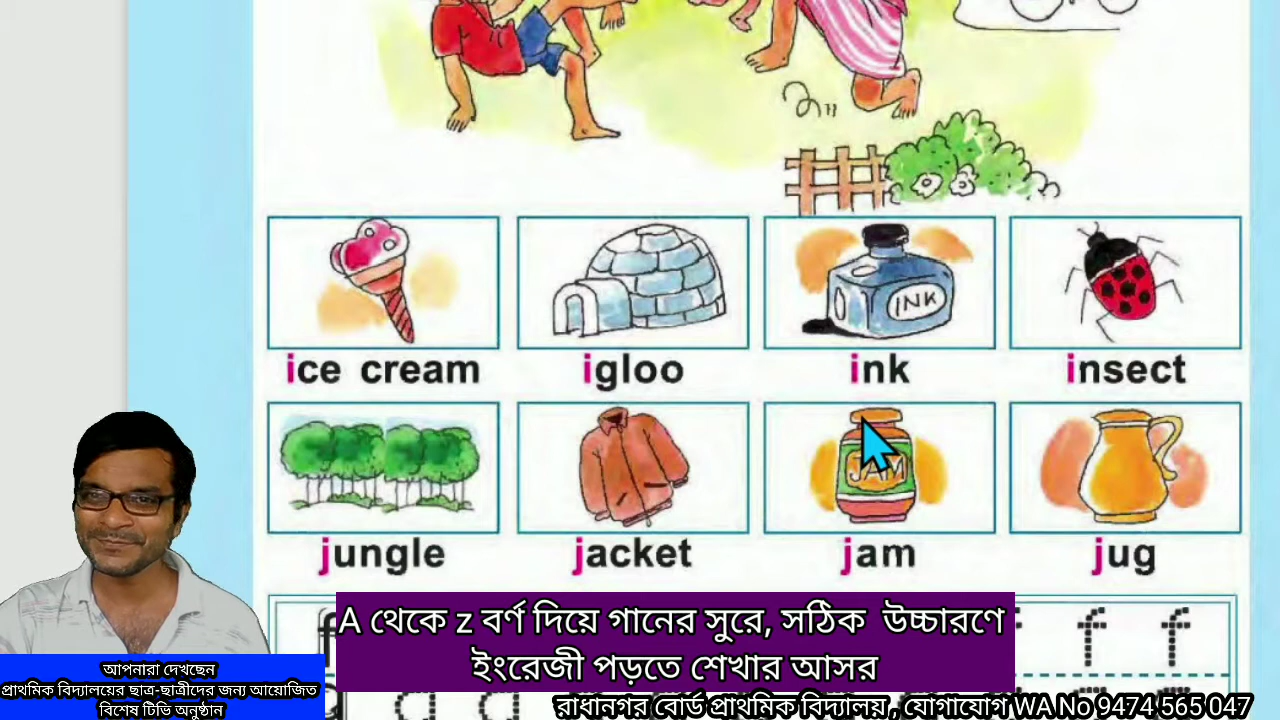 INK
ice cream igloo ink insect
JAM
jungle jacket jam jug
f f f
A থেকে z বর্ণ দিয়ে গানের সুরে, সঠিক উচ্চারণে
ইংরেজী পড়তে শেখার আসর
আপনারা দেখছেন
প্রাথমিক বিদ্যালয়ের ছাত্র-ছাত্রীদের জন্য আয়োজিত
বিশেষ টিভি অনুষ্ঠান
রাধানগর বোর্ড প্রাথমিক বিদ্যালয় , যোগাযোগ WA No 9474 565 047